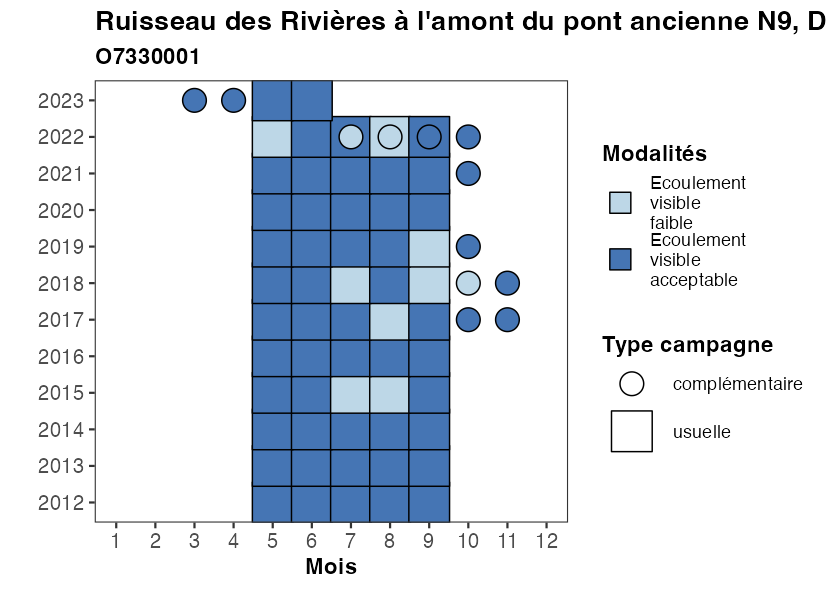 Ruisseau des Rivières à l'amont du pont ancienne N9, D
O7330001
2023
2022
2021
2020
2019
2018
2017
2016
2015
2014
2013
2012
1 2 3 4 5 6 7 8 9 10 11 12
Mois
Modalités
Ecoulement
visible
faible
Ecoulement
visible
acceptable
Type campagne
complémentaire
usuelle